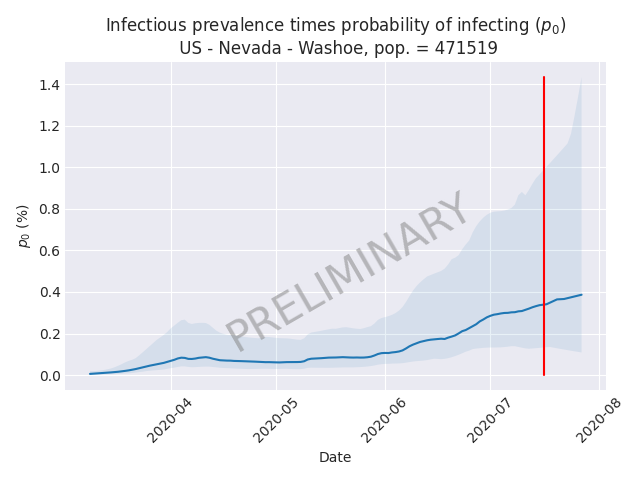 Infectious prevalence times probability of infecting (p₀)
US - Nevada - Washoe, pop. = 471519
1.4
1.2
1.0
0.8
0.6
0.4
0.2
0.0
p₀ (%)
PRELIMINARY
2020-04
2020-05
2020-06
2020-07
2020-08
Date